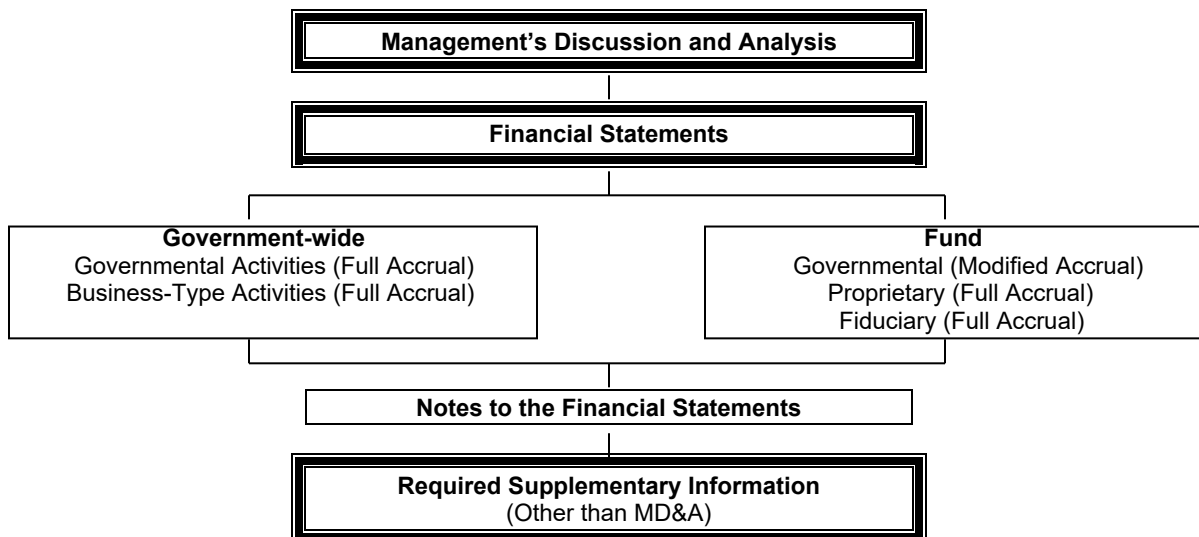 Management’s Discussion and Analysis
Financial Statements
Government-wide
Governmental Activities (Full Accrual)
Business-Type Activities (Full Accrual)
Fund
Governmental (Modified Accrual)
Proprietary (Full Accrual)
Fiduciary (Full Accrual)
Notes to the Financial Statements
Required Supplementary Information
(Other than MD&A)